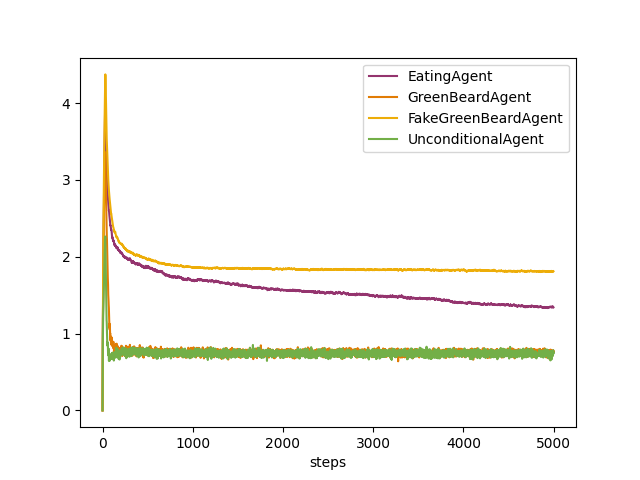 EatingAgent
GreenBeardAgent
FakeGreenBeardAgent
UnconditionalAgent
4
3
2
1
0
0 1000 2000 3000 4000 5000
steps